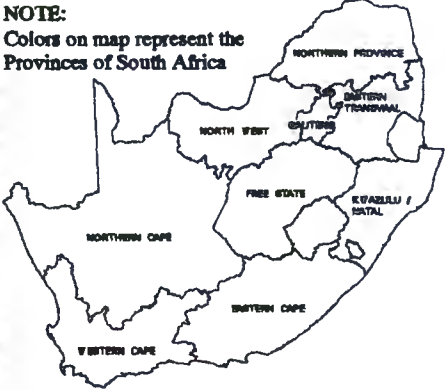 NOTE:
Colors on map represent the
Provinces of South Africa
NORTHERN PROVINCE
EASTERN
TRANSVAAL
GAUTENG
NORTH WEST
FREE STATE
KWAZULU /
NATAL
NORTHERN CAPE
EASTERN CAPE
WESTERN CAPE